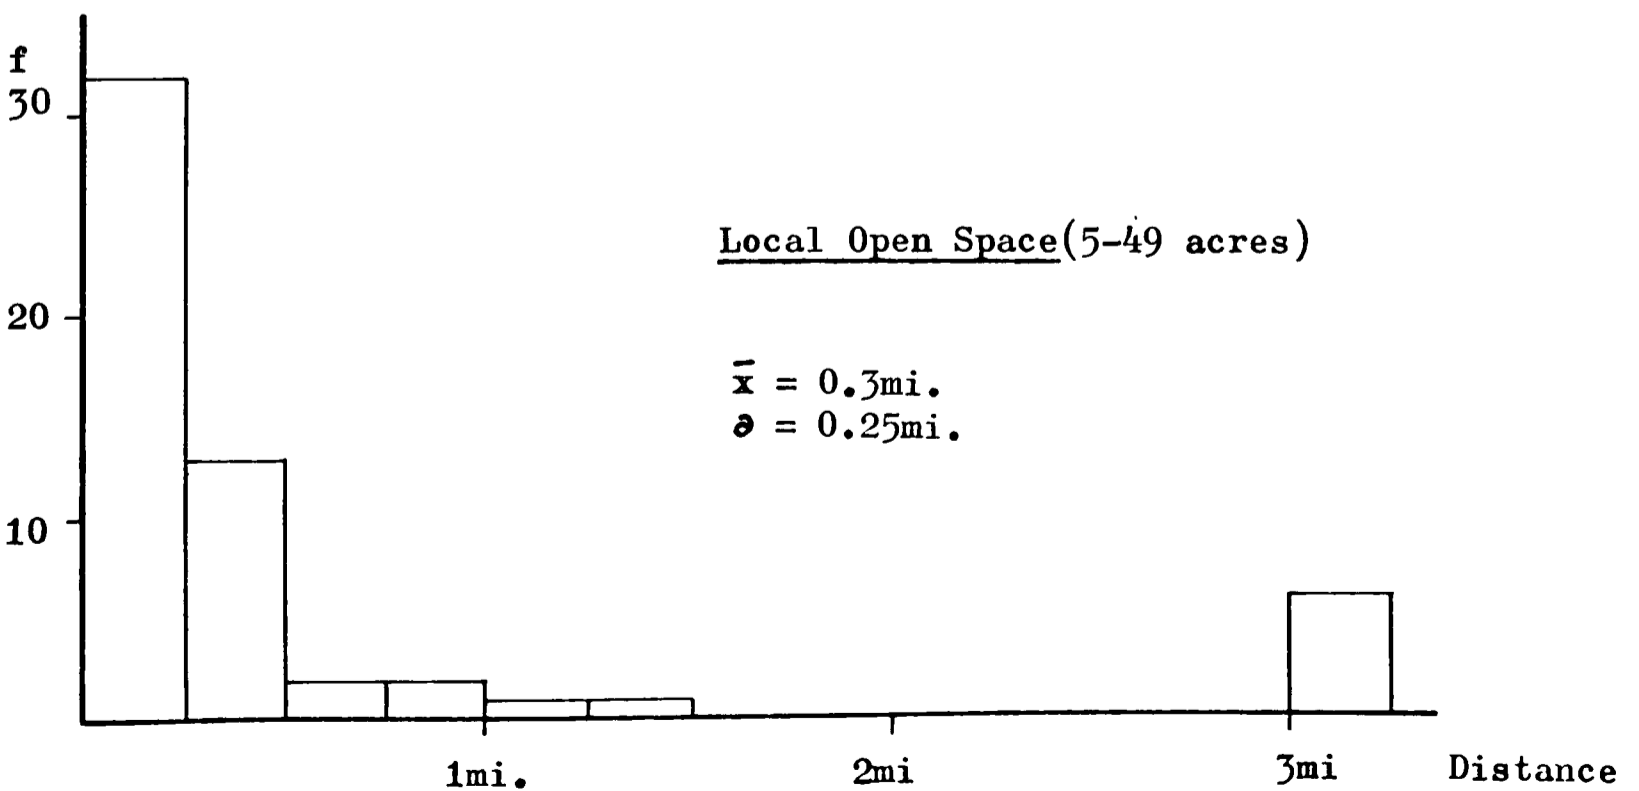 f
30
Local Open Space(5-49 acres)
20
x̄ = 0.3mi.
∂ = 0.25mi.
10
1mi.
2mi
3mi
Distance